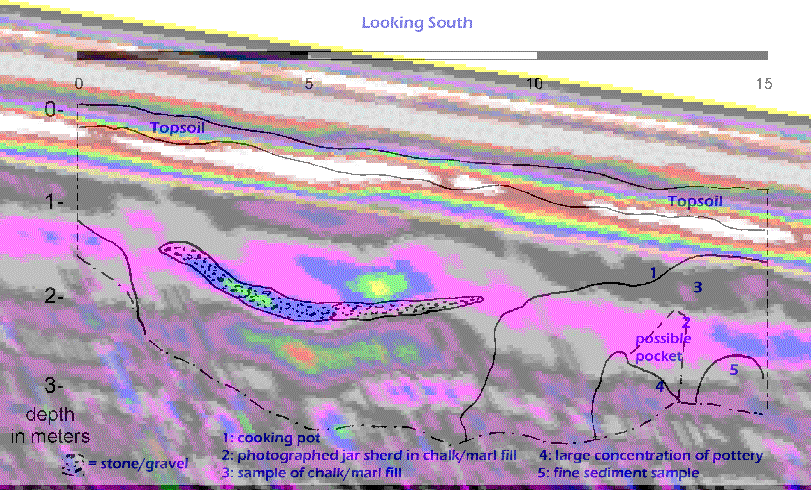 Looking South
0 5 10 15
0-
Topsoil
1-
Topsoil
1
3
2-
2
possible
pocket
5
4
3-
depth
in meters
= stone/gravel
1: cooking pot
2: photographed jar sherd in chalk/marl fill
3: sample of chalk/marl fill
4: large concentration of pottery
5: fine sediment sample